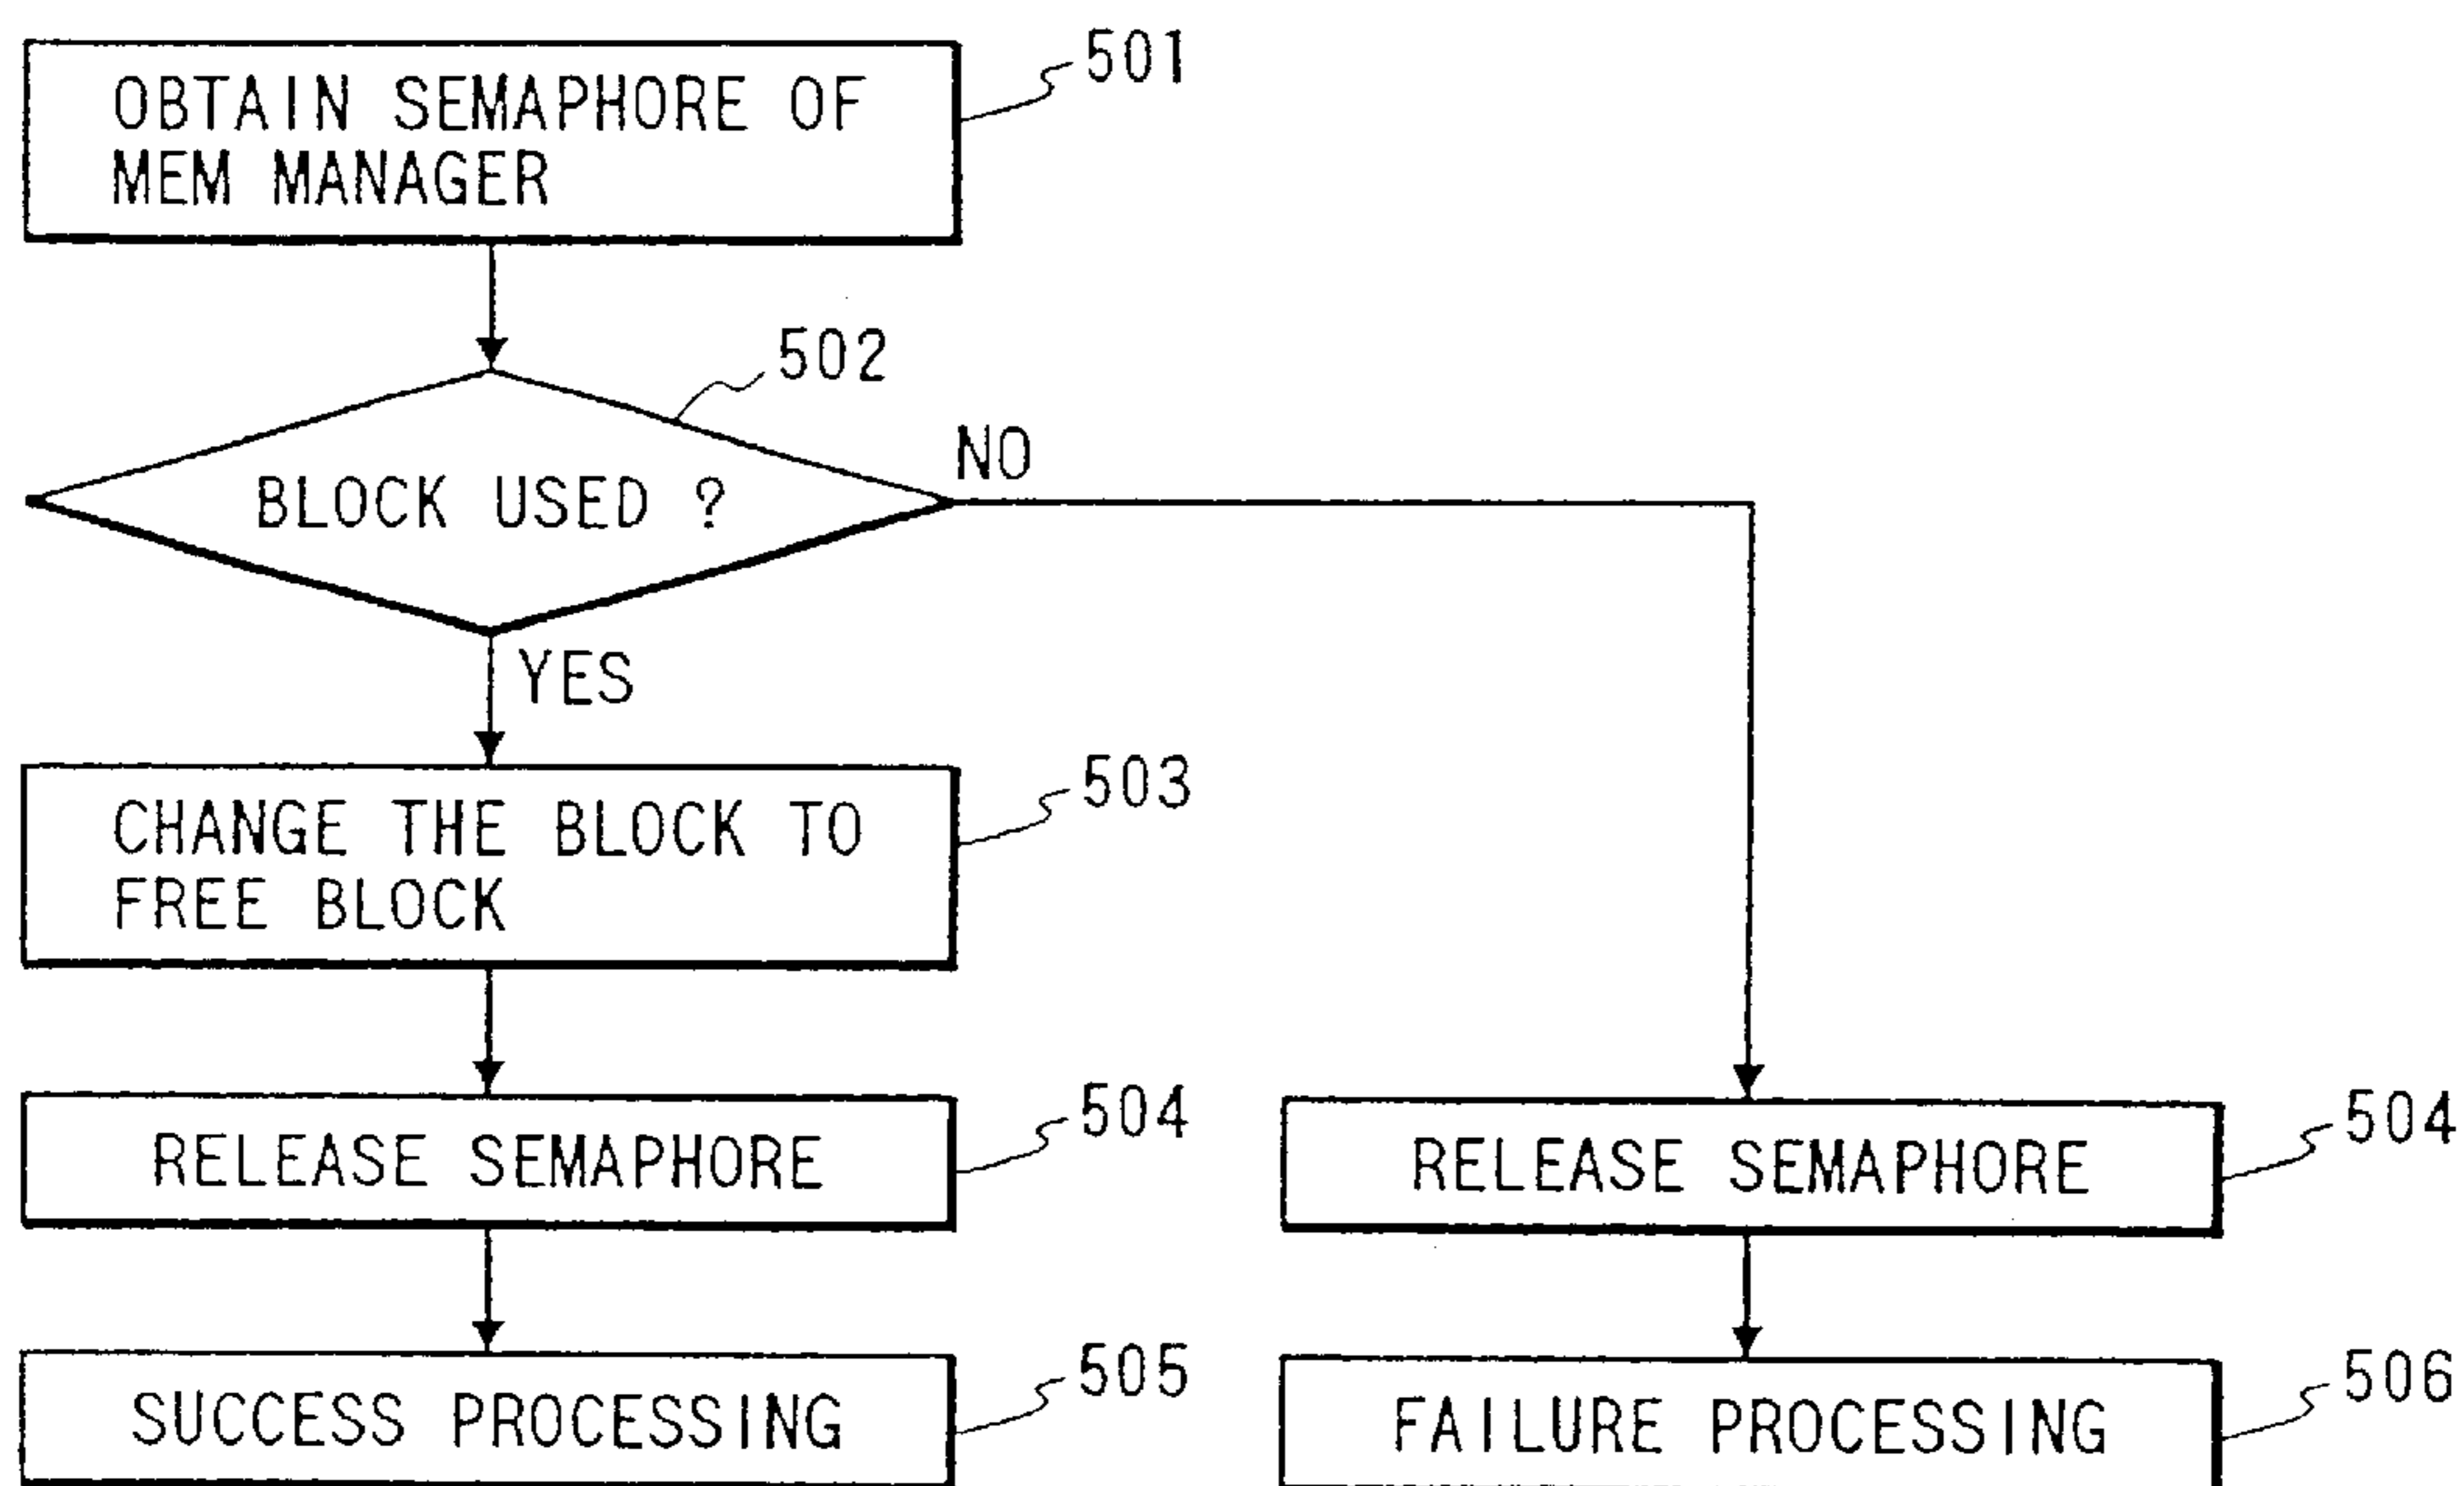 OBTAIN SEMAPHORE OF
MEM MANAGER
501
502
BLOCK USED ?
NO
YES
CHANGE THE BLOCK TO
FREE BLOCK
503
RELEASE SEMAPHORE
504
RELEASE SEMAPHORE
504
SUCCESS PROCESSING
505
FAILURE PROCESSING
506